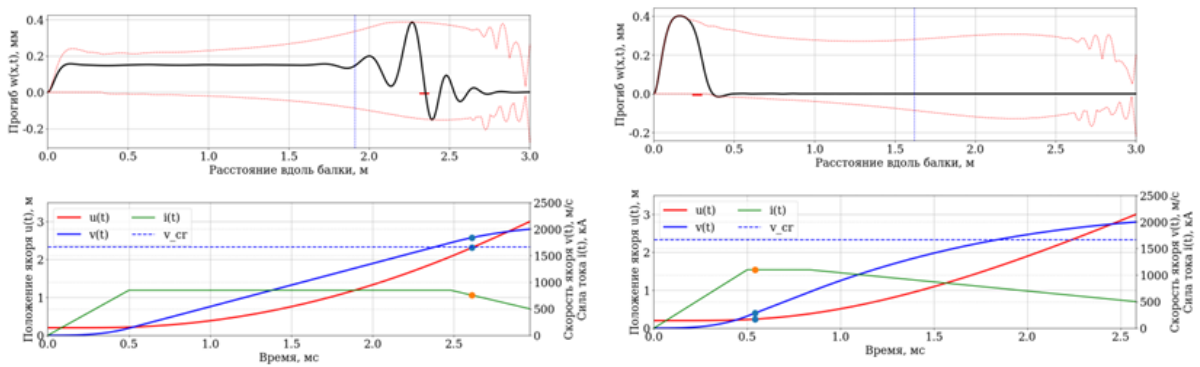 Прогиб w(x,t), мм
0.4
0.2
0.0
-0.2
0.0 0.5 1.0 1.5 2.0 2.5 3.0
Расстояние вдоль балки, м
Прогиб w(x,t), мм
0.4
0.2
0.0
-0.2
0.0 0.5 1.0 1.5 2.0 2.5 3.0
Расстояние вдоль балки, м
Положение якоря u(t), м
3
2
1
0
u(t) i(t)
v(t) v_cr
2500
2000
1500
1000
500
0
Скорость якоря v(t), м/с
Сила тока i(t), кА
0.0 0.5 1.0 1.5 2.0 2.5
Время, мс
Положение якоря u(t), м
3
2
1
0
u(t) i(t)
v(t) v_cr
2500
2000
1500
1000
500
0
Скорость якоря v(t), м/с
Сила тока i(t), кА
0.0 0.5 1.0 1.5 2.0 2.5
Время, мс